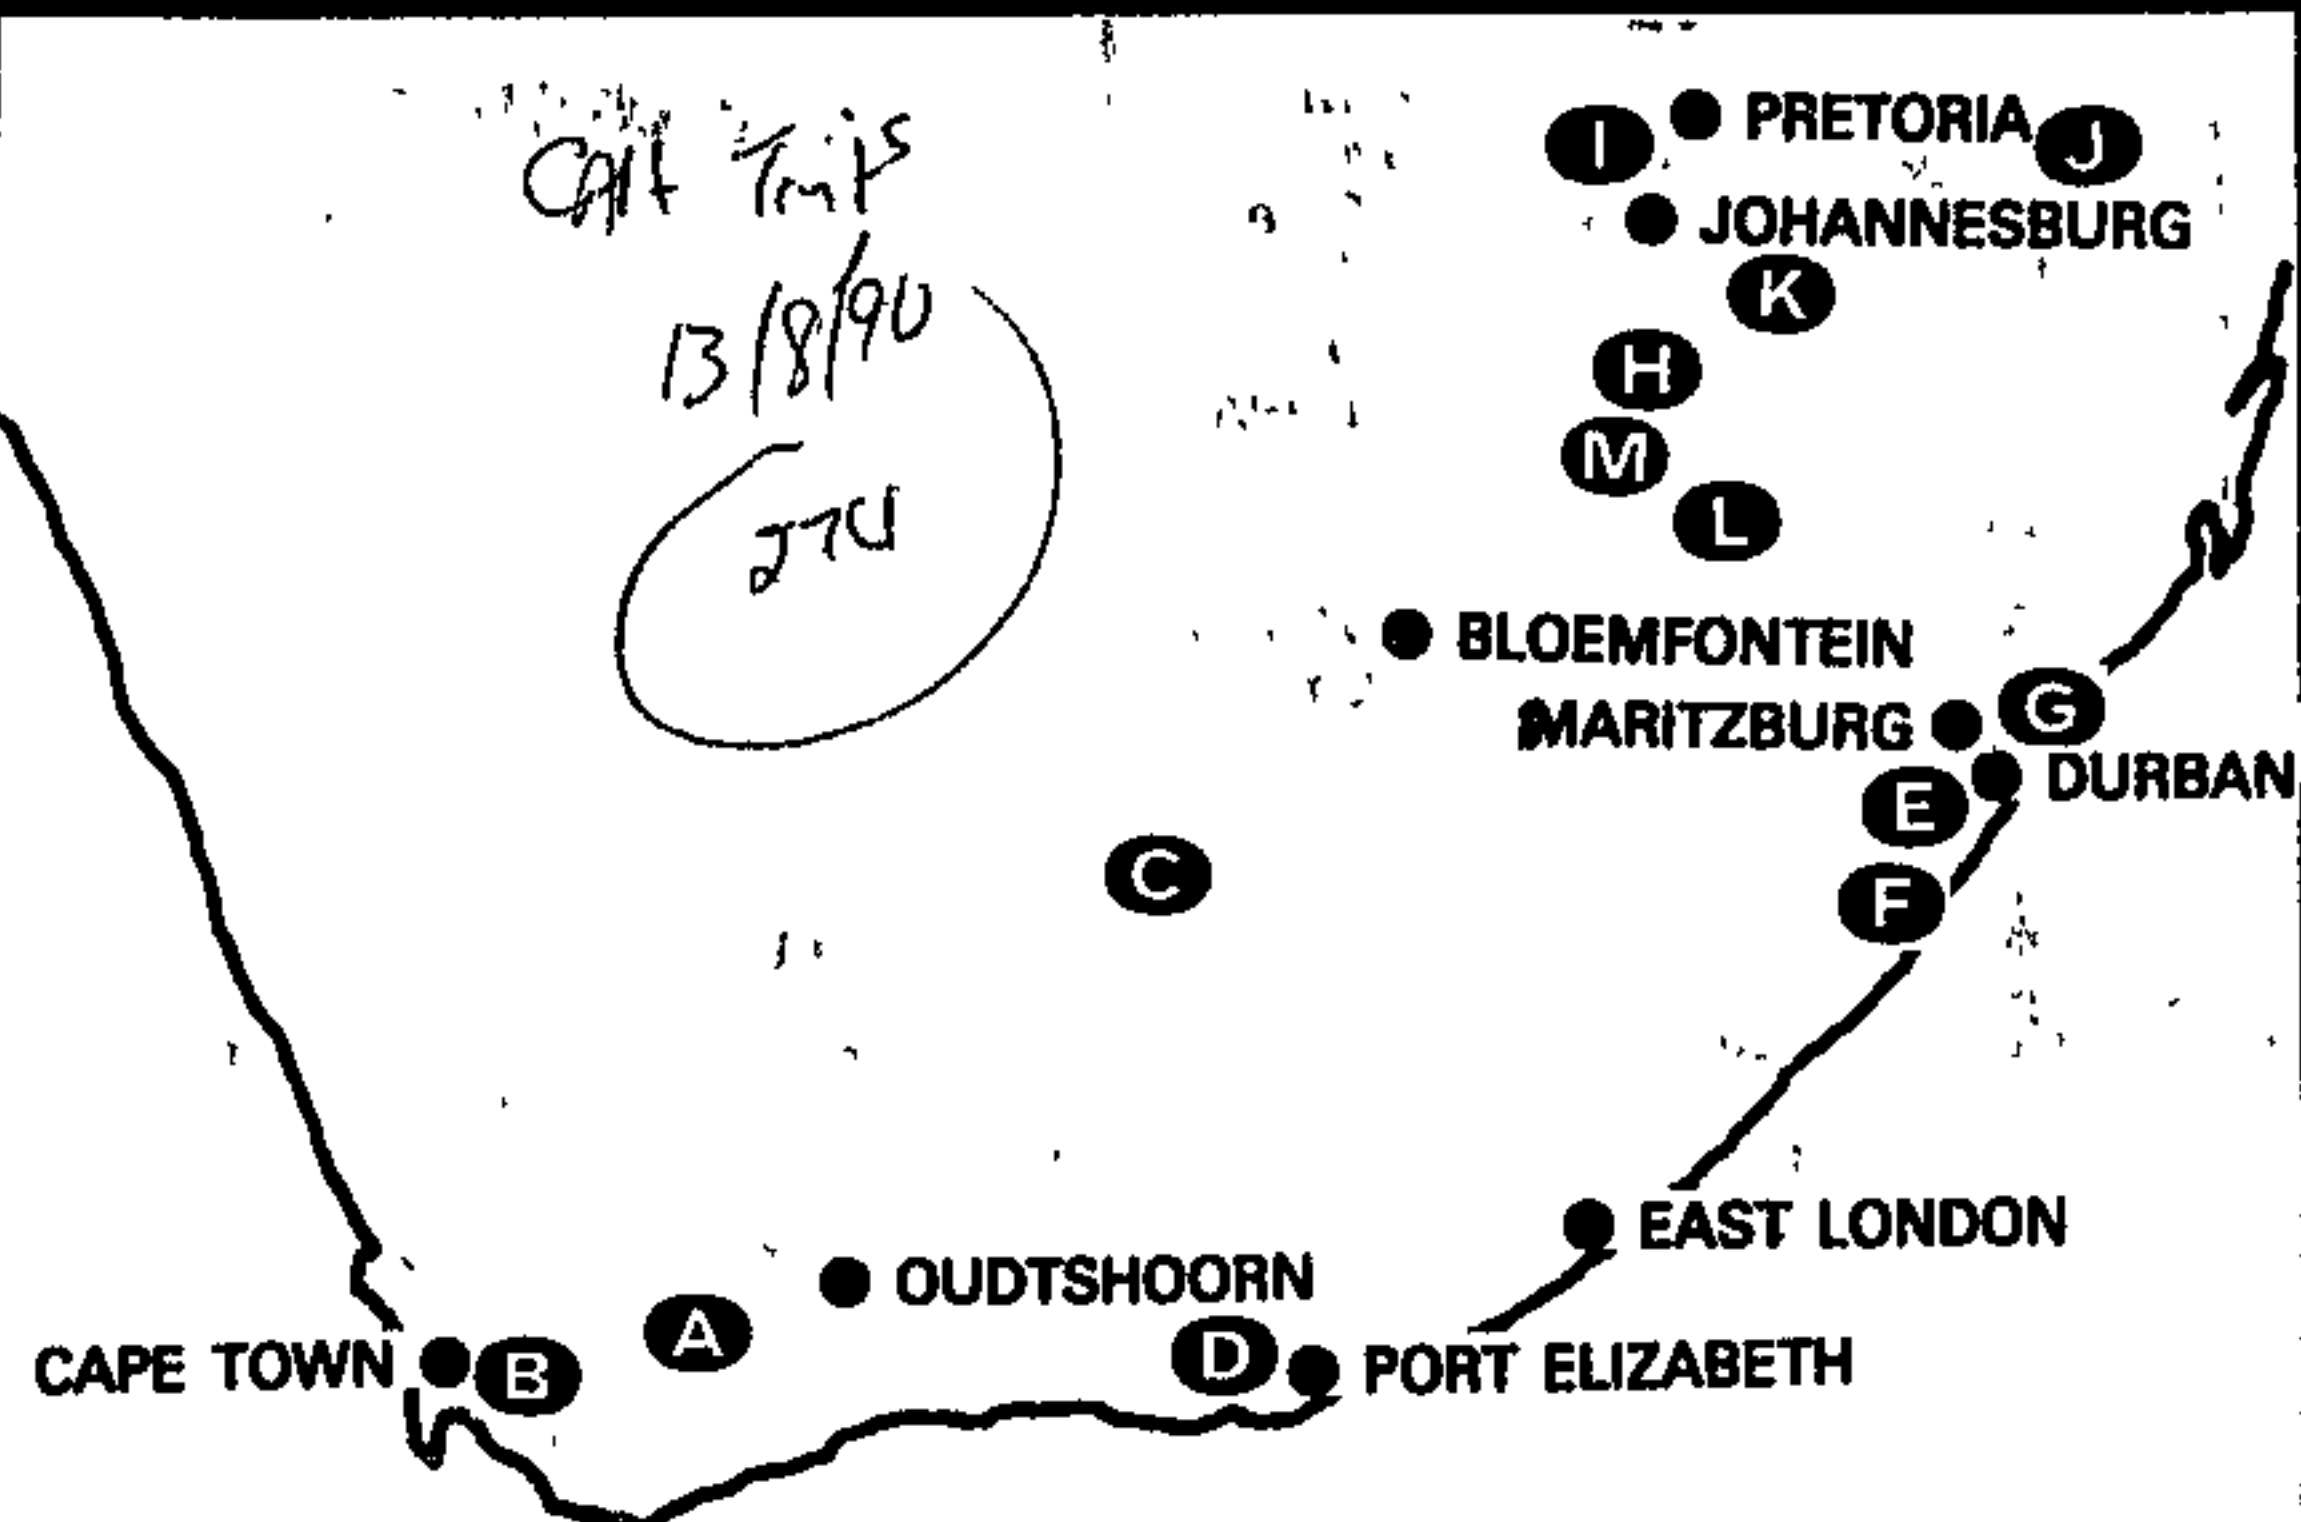 PRETORIA
I
J
JOHANNESBURG
13/8/90
K
H
M
L
BLOEMFONTEIN
MARITZBURG
G
DURBAN
E
C
F
EAST LONDON
OUDTSHOORN
A
CAPE TOWN
B
D
PORT ELIZABETH